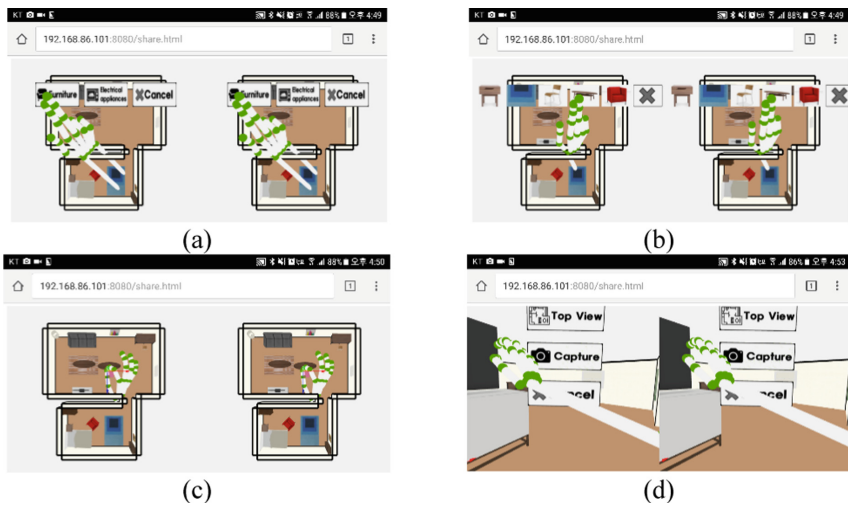 KT 88% 오후 4:49
192.168.86.101:8080/share.html 1
Furniture Electrical appliances Cancel Furniture Electrical appliances Cancel
(a)
KT 88% 오후 4:49
192.168.86.101:8080/share.html 1
(b)
KT 88% 오후 4:50
192.168.86.101:8080/share.html 1
(c)
KT 86% 오후 4:53
192.168.86.101:8080/share.html 1
Top View Top View
Capture Capture
cel cel
(d)